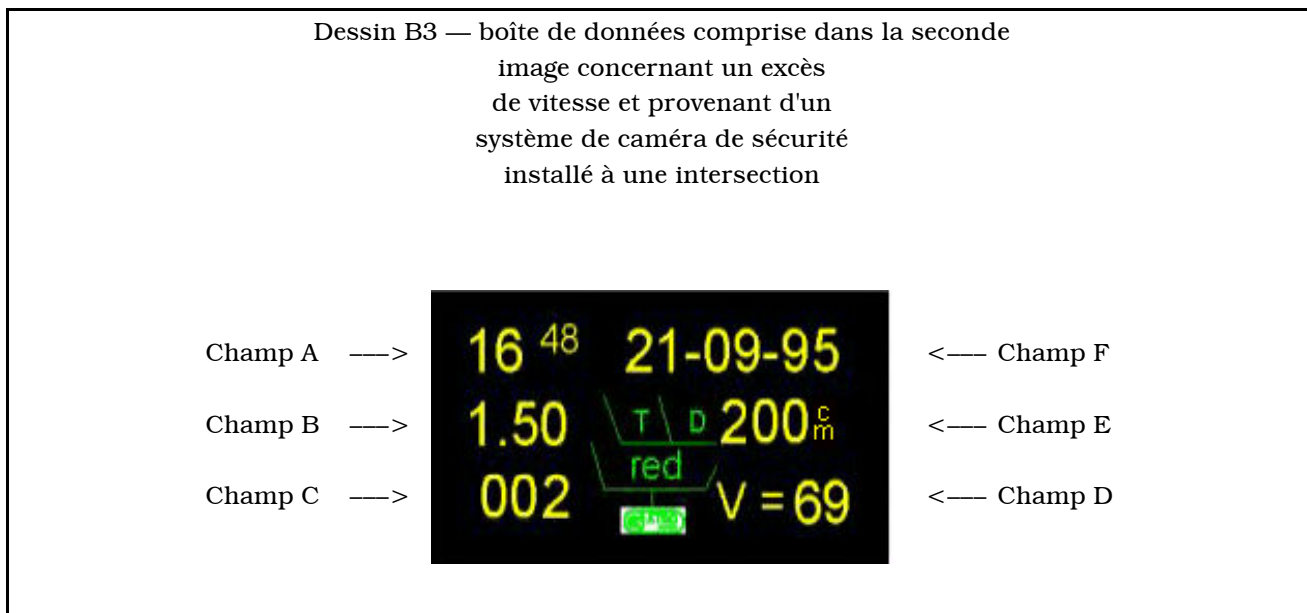 Dessin B3 — boîte de données comprise dans la seconde
image concernant un excès
de vitesse et provenant d'un
système de caméra de sécurité
installé à une intersection
Champ A –––> 16 48 21-09-95 <––– Champ F
Champ B –––> 1.50 T D 200 cm <––– Champ E
red
Champ C –––> 002 V = 69 <––– Champ D